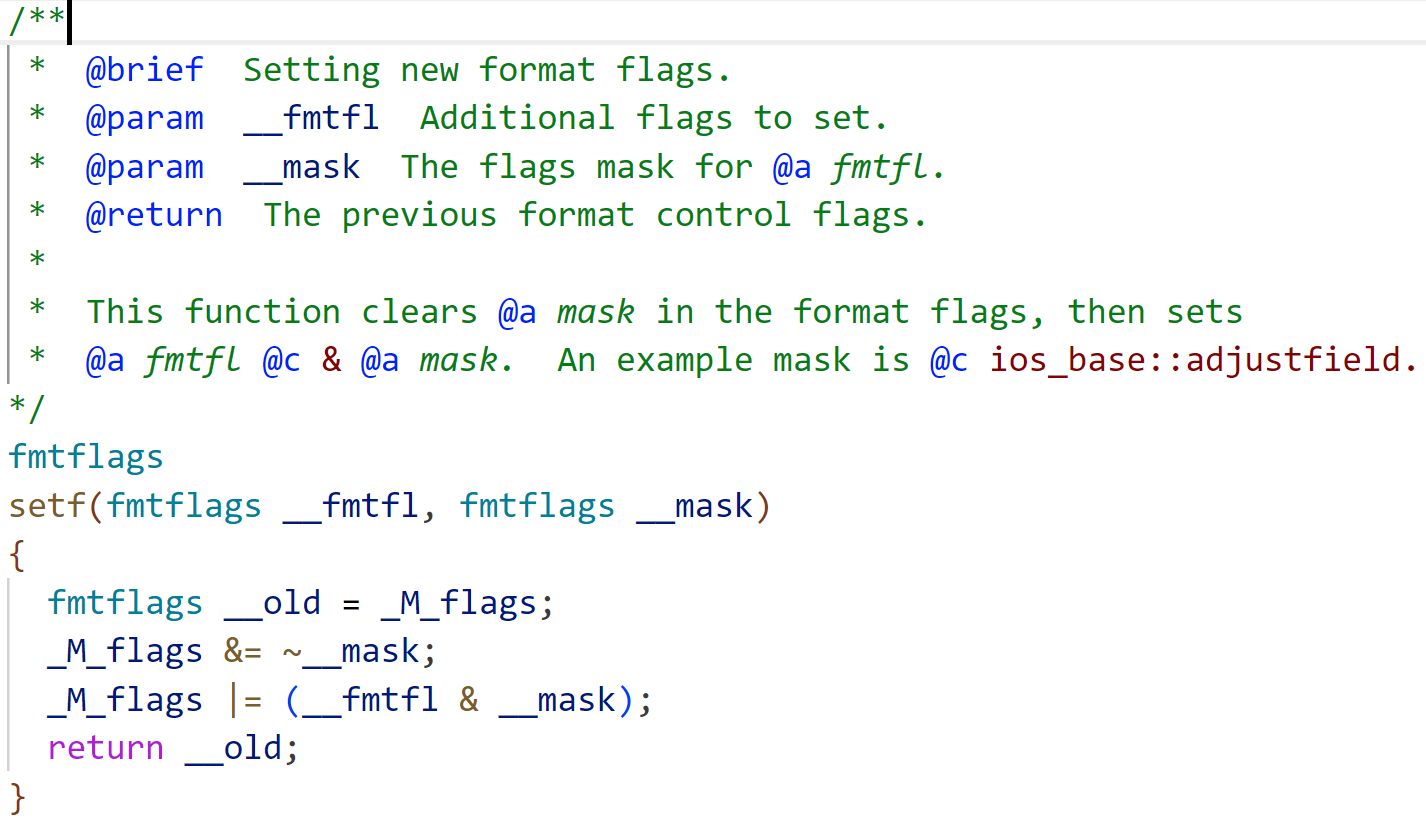 /**
 *  @brief  Setting new format flags.
 *  @param  __fmtfl  Additional flags to set.
 *  @param  __mask  The flags mask for @a fmtfl.
 *  @return  The previous format control flags.
 *
 *  This function clears @a mask in the format flags, then sets
 *  @a fmtfl @c & @a mask.  An example mask is @c ios_base::adjustfield.
*/
fmtflags
setf(fmtflags __fmtfl, fmtflags __mask)
{
  fmtflags __old = _M_flags;
  _M_flags &= ~__mask;
  _M_flags |= (__fmtfl & __mask);
  return __old;
}